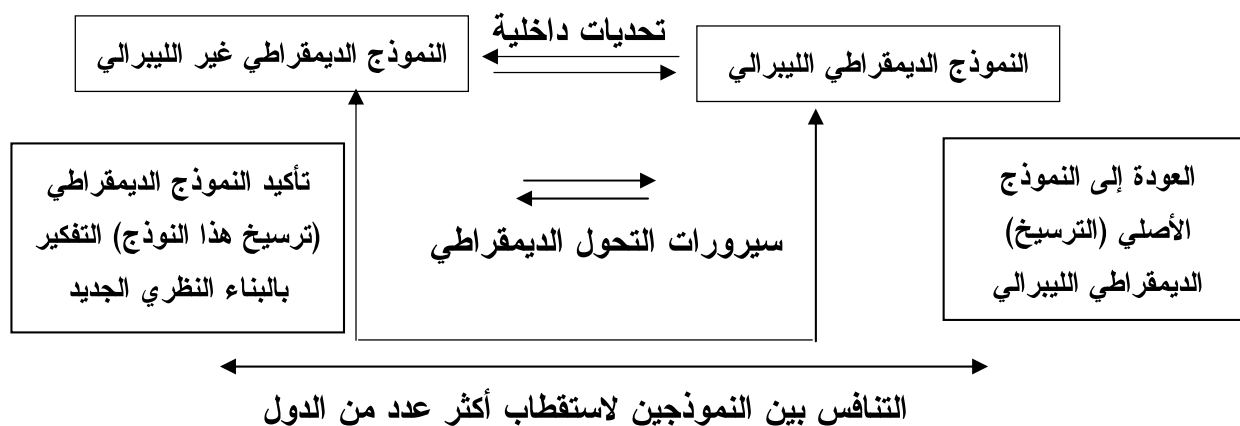 تحديات داخلية
النموذج الديمقراطي الليبرالي
النموذج الديمقراطي غير الليبرالي
العودة إلى النموذج
الأصلي (الترسيخ)
الديمقراطي الليبرالي
سيرورات التحول الديمقراطي
تأكيد النموذج الديمقراطي
(ترسيخ هذا النوذج) التفكير
بالبناء النظري الجديد
التنافس بين النموذجين لاستقطاب أكثر عدد من الدول